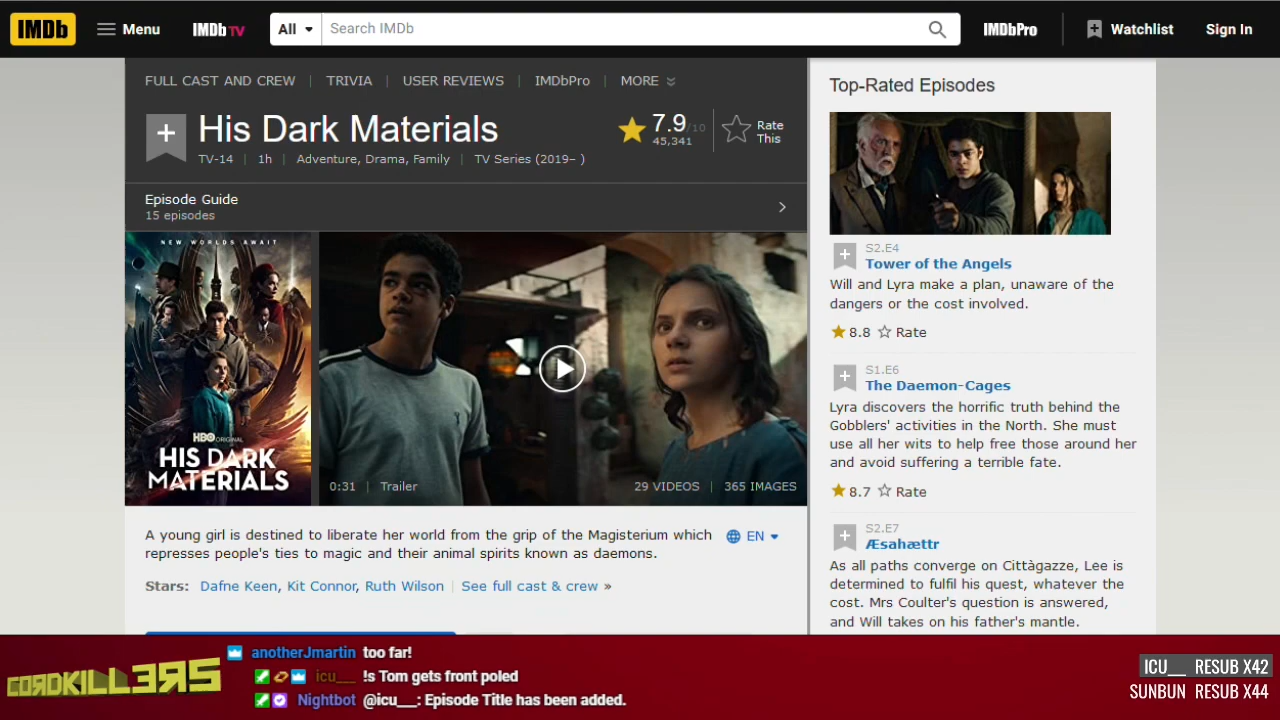 IMDb
Menu
IMDb TV
All
Search IMDb
IMDbPro
Watchlist
Sign In
FULL CAST AND CREW | TRIVIA | USER REVIEWS | IMDbPro | MORE
His Dark Materials
7.9/10
45,341
Rate This
TV-14 | 1h | Adventure, Drama, Family | TV Series (2019– )
Episode Guide
15 episodes
NEW WORLDS AWAIT
HBO ORIGINAL
HIS DARK
MATERIALS
0:31 | Trailer
29 VIDEOS | 365 IMAGES
A young girl is destined to liberate her world from the grip of the Magisterium which
represses people's ties to magic and their animal spirits known as daemons.
EN
Stars: Dafne Keen, Kit Connor, Ruth Wilson | See full cast & crew »
Top-Rated Episodes
S2.E4
Tower of the Angels
Will and Lyra make a plan, unaware of the
dangers or the cost involved.
8.8 Rate
S1.E6
The Daemon-Cages
Lyra discovers the horrific truth behind the
Gobblers' activities in the North. She must
use all her wits to help free those around her
and avoid suffering a terrible fate.
8.7 Rate
S2.E7
Æsahættr
As all paths converge on Cittàgazze, Lee is
determined to fulfil his quest, whatever the
cost. Mrs Coulter's question is answered,
and Will takes on his father's mantle.
CORDKILL3RS
anotherJmartin too far!
icu___ !s Tom gets front poled
Nightbot @icu___: Episode Title has been added.
ICU__ RESUB X42
SUNBUN RESUB X44